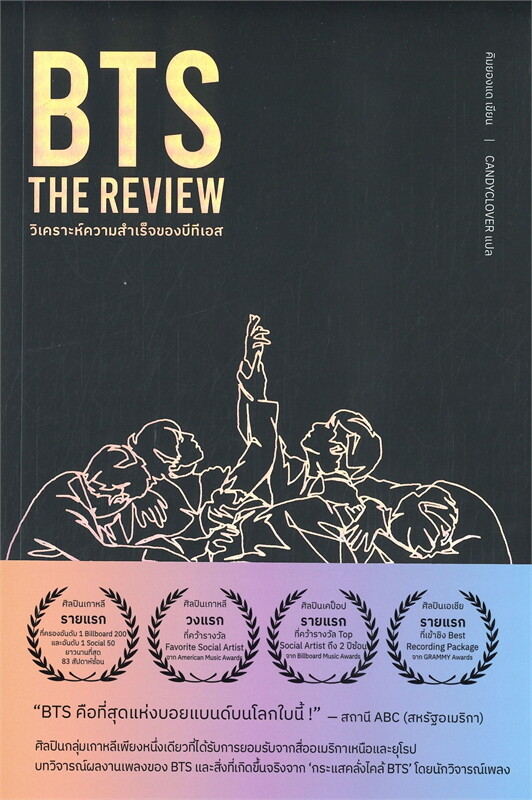 BTS
THE REVIEW
วิเคราะห์ความสำเร็จของบีทีเอส
คิมยองแด เขียน | CANDYCLOVER แปล
ศิลปินเกาหลี
รายแรก
ที่ครองอันดับ 1 Billboard 200
และอันดับ 1 Social 50
ยาวนานที่สุด
83 สัปดาห์ซ้อน
ศิลปินเกาหลี
วงแรก
ที่คว้ารางวัล
Favorite Social Artist
จาก American Music Awards
ศิลปินเคป็อป
รายแรก
ที่คว้ารางวัล Top
Social Artist ถึง 2 ปีซ้อน
จาก Billboard Music Awards
ศิลปินเอเชีย
รายแรก
ที่เข้าชิง Best
Recording Package
จาก GRAMMY Awards
“BTS คือที่สุดแห่งบอยแบนด์บนโลกใบนี้ !” — สถานี ABC (สหรัฐอเมริกา)
ศิลปินกลุ่มเกาหลีเพียงหนึ่งเดียวที่ได้รับการยอมรับจากสื่ออเมริกาเหนือและยุโรป
บทวิจารณ์ผลงานเพลงของ BTS และสิ่งที่เกิดขึ้นจริงจาก ‘กระแสคลั่งไคล้ BTS’ โดยนักวิจารณ์เพลง